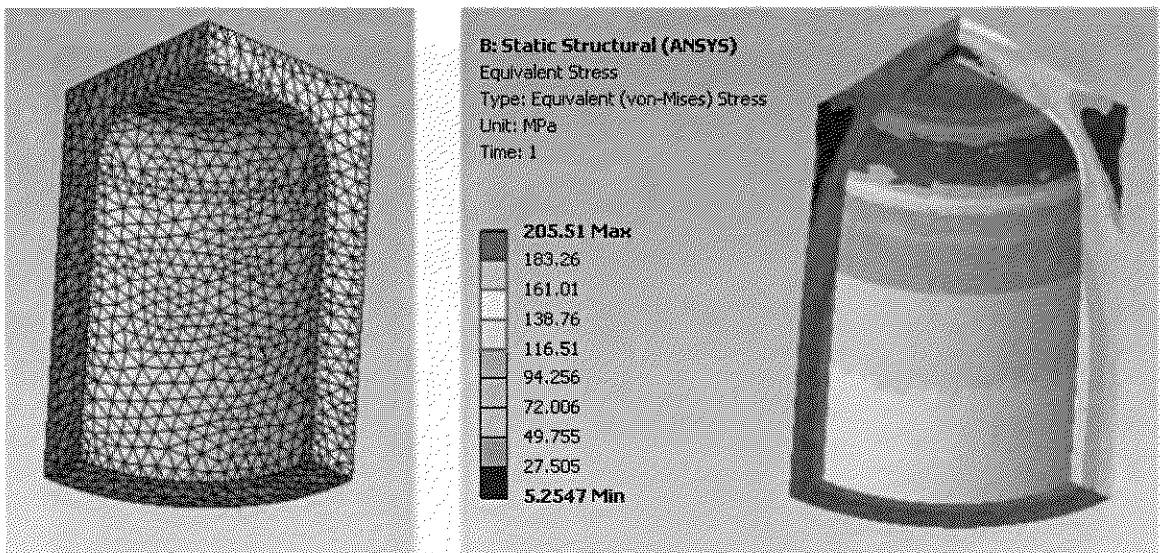 B: Static Structural (ANSYS)
Equivalent Stress
Type: Equivalent (von-Mises) Stress
Unit: MPa
Time: 1
205.51 Max
183.26
161.01
138.76
116.51
94.256
72.006
49.755
27.505
5.2547 Min